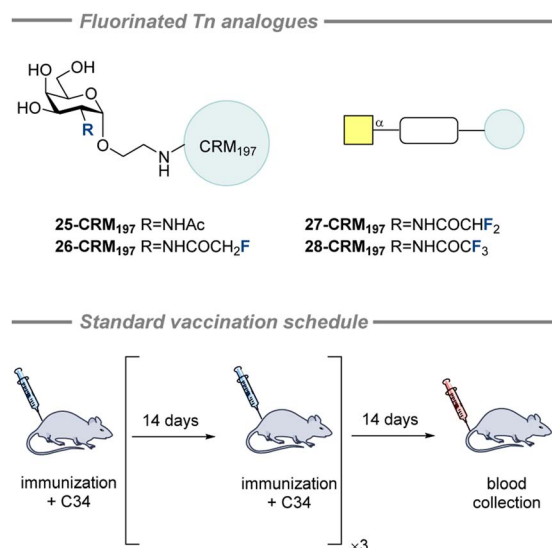 Fluorinated Tn analogues
OH
HO
O
HO
R
O
N
H
CRM197
α
25-CRM197 R=NHAc
26-CRM197 R=NHCOCH2F
27-CRM197 R=NHCOCHF2
28-CRM197 R=NHCOCF3
Standard vaccination schedule
14 days
14 days
immunization
+ C34
immunization
+ C34
blood
collection
×3